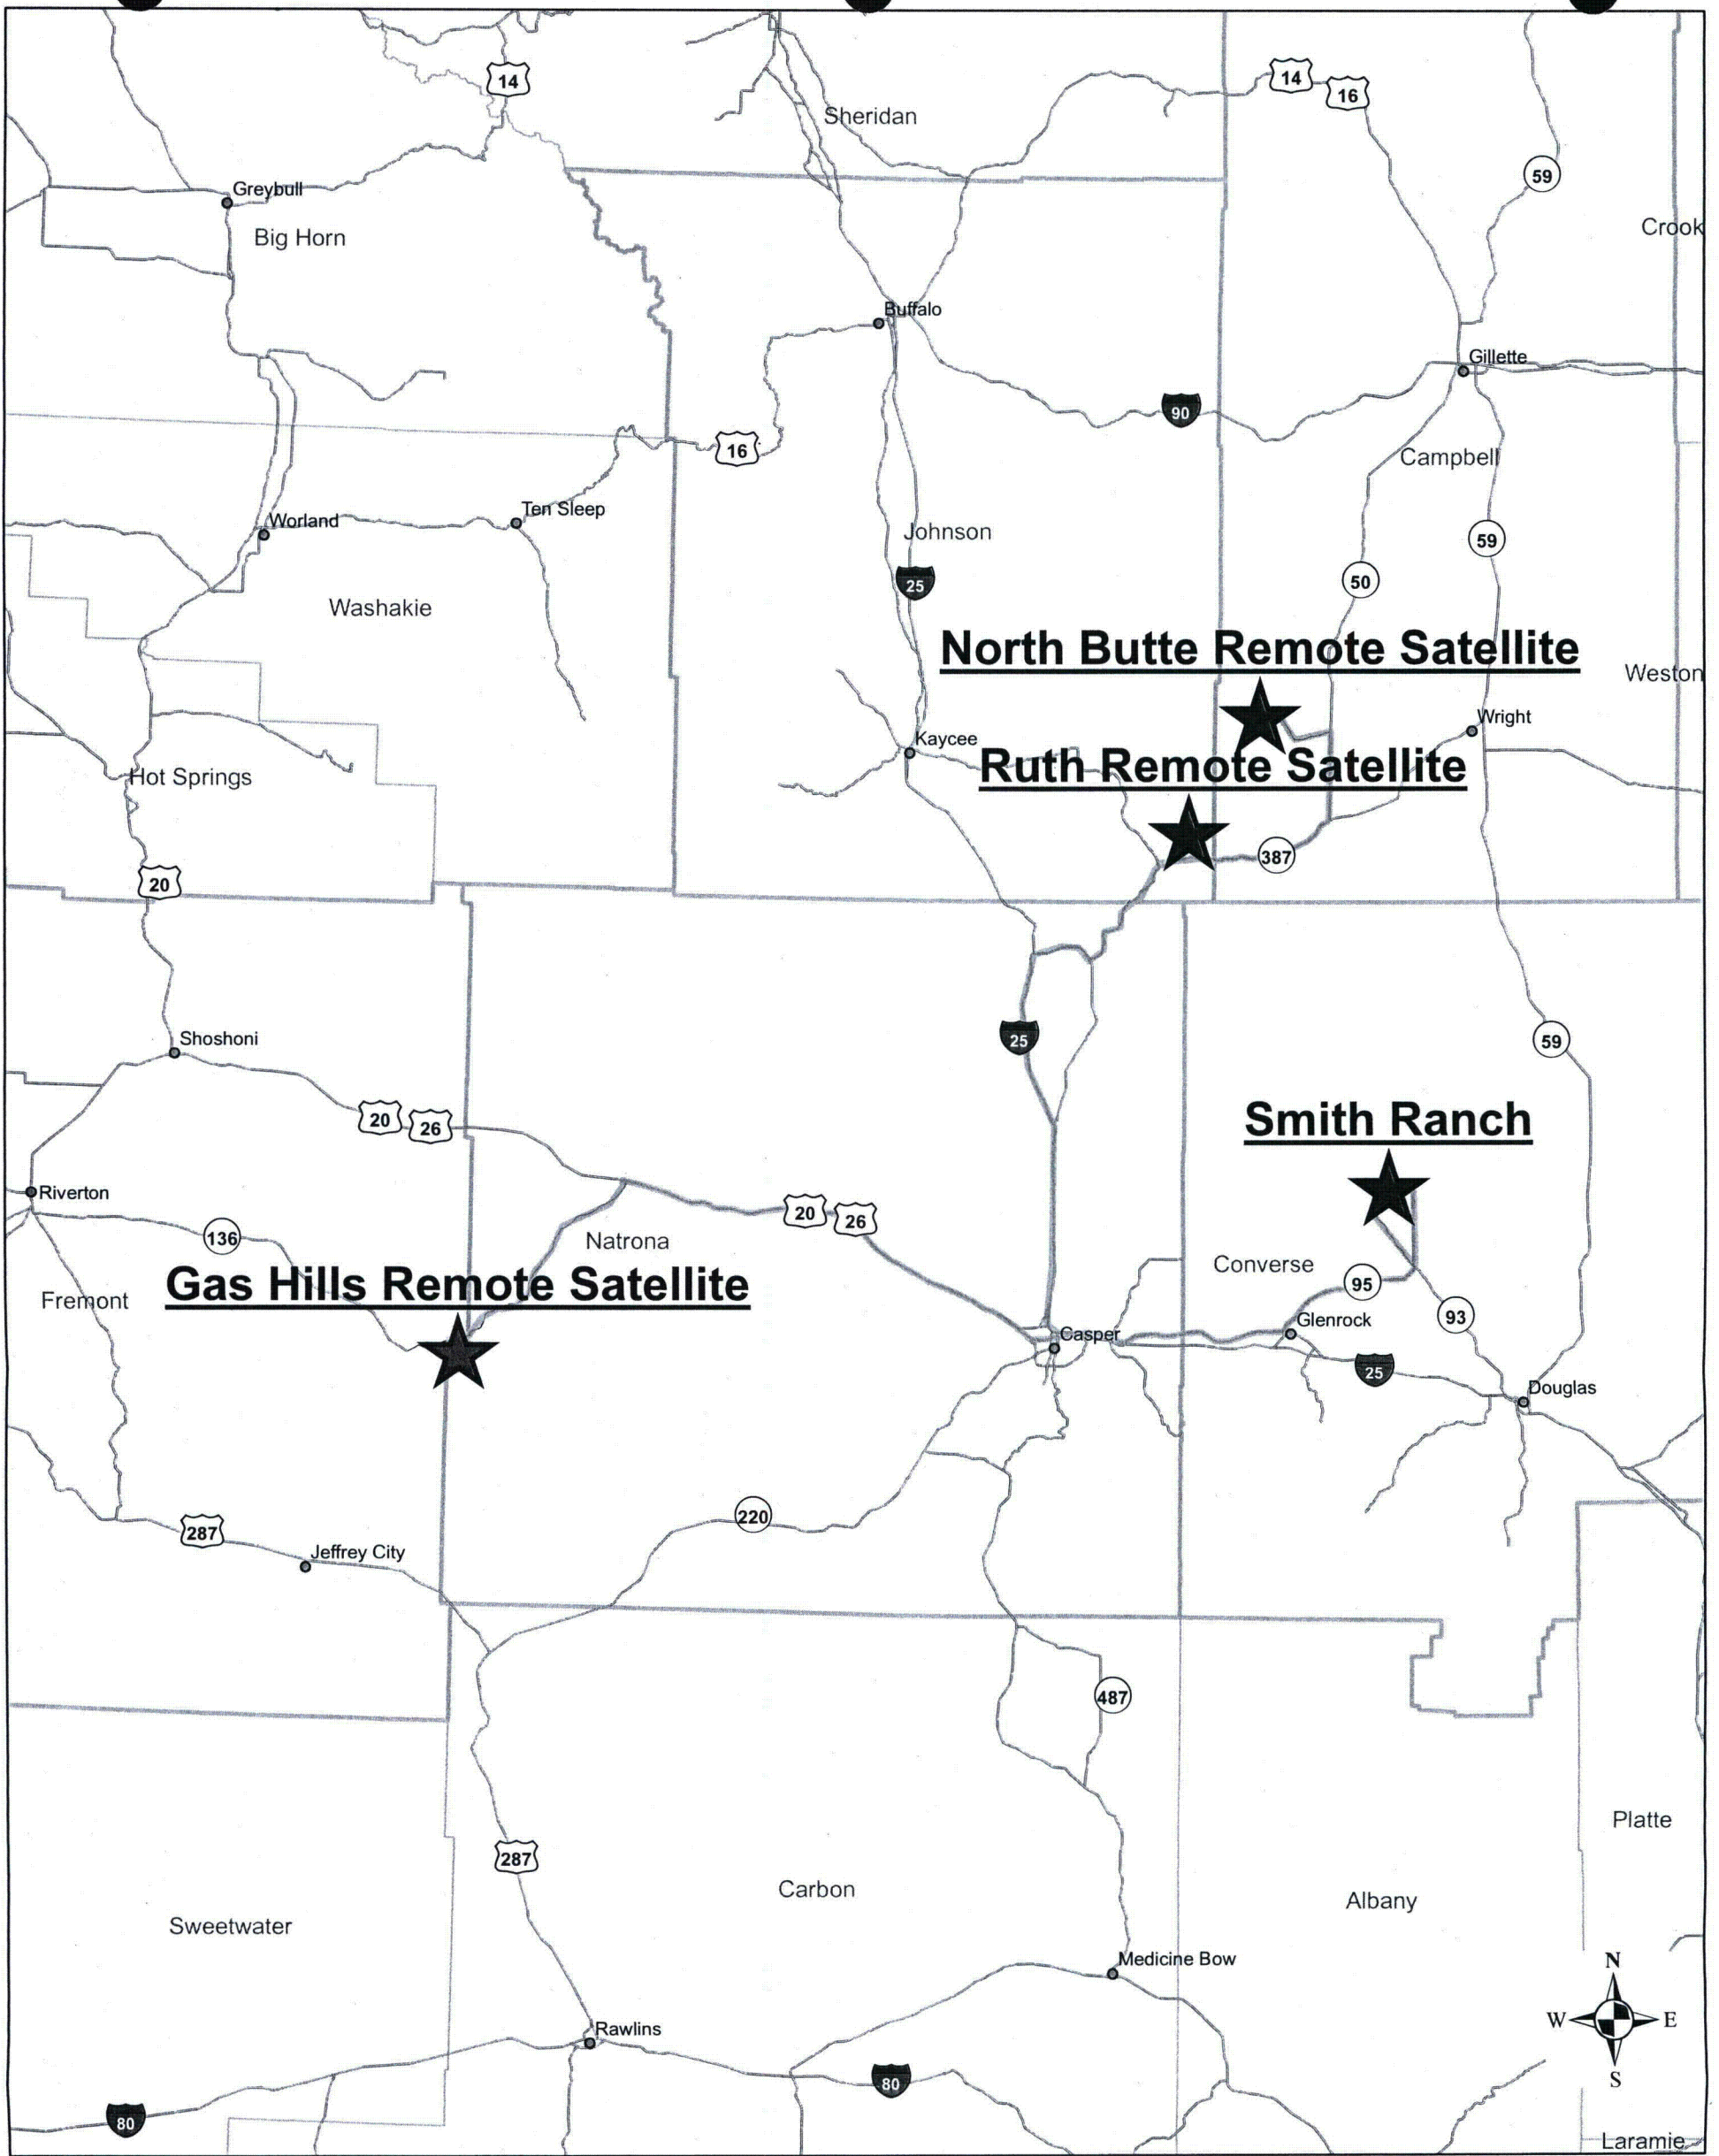 14
14
16
Sheridan
59
Greybull
Crook
Big Horn
Buffalo
Gillette
90
16
Campbell
Ten Sleep
Worland
Johnson
59
50
25
Washakie
North Butte Remote Satellite
Weston
Wright
Kaycee
Ruth Remote Satellite
Hot Springs
387
20
25
Shoshoni
59
20
26
Smith Ranch
Riverton
20
26
136
Natrona
Converse
Gas Hills Remote Satellite
95
Fremont
93
Glenrock
Casper
25
Douglas
220
287
Jeffrey City
487
Platte
287
Carbon
Albany
Sweetwater
Medicine Bow
N
W
E
Rawlins
S
80
80
Laramie